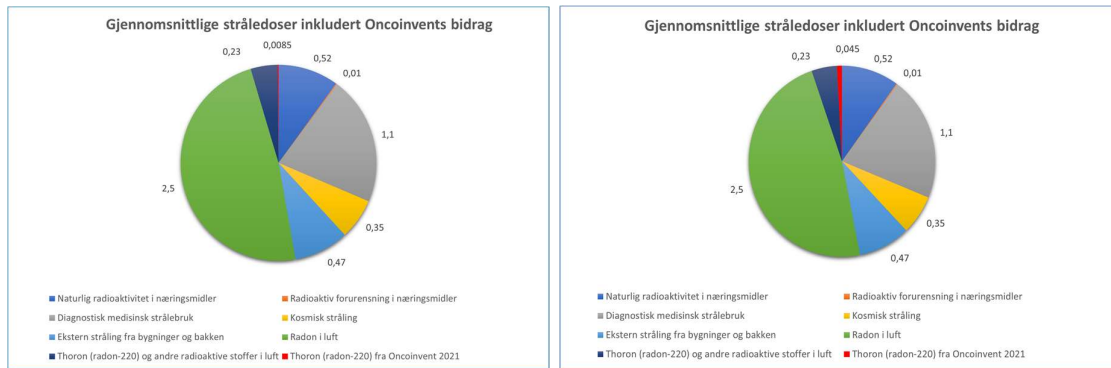 Gjennomsnittlige stråledoser inkludert Oncoinvents bidrag
0,23
0,0085
0,52
0,01
1,1
0,35
0,47
2,5
Naturlig radioaktivitet i næringsmidler
Radioaktiv forurensning i næringsmidler
Diagnostisk medisinsk strålebruk
Kosmisk stråling
Ekstern stråling fra bygninger og bakken
Radon i luft
Thoron (radon-220) og andre radioaktive stoffer i luft
Thoron (radon-220) fra Oncoinvent 2021
Gjennomsnittlige stråledoser inkludert Oncoinvents bidrag
0,23
0,045
0,52
0,01
1,1
0,35
0,47
2,5
Naturlig radioaktivitet i næringsmidler
Radioaktiv forurensning i næringsmidler
Diagnostisk medisinsk strålebruk
Kosmisk stråling
Ekstern stråling fra bygninger og bakken
Radon i luft
Thoron (radon-220) og andre radioaktive stoffer i luft
Thoron (radon-220) fra Oncoinvent 2021